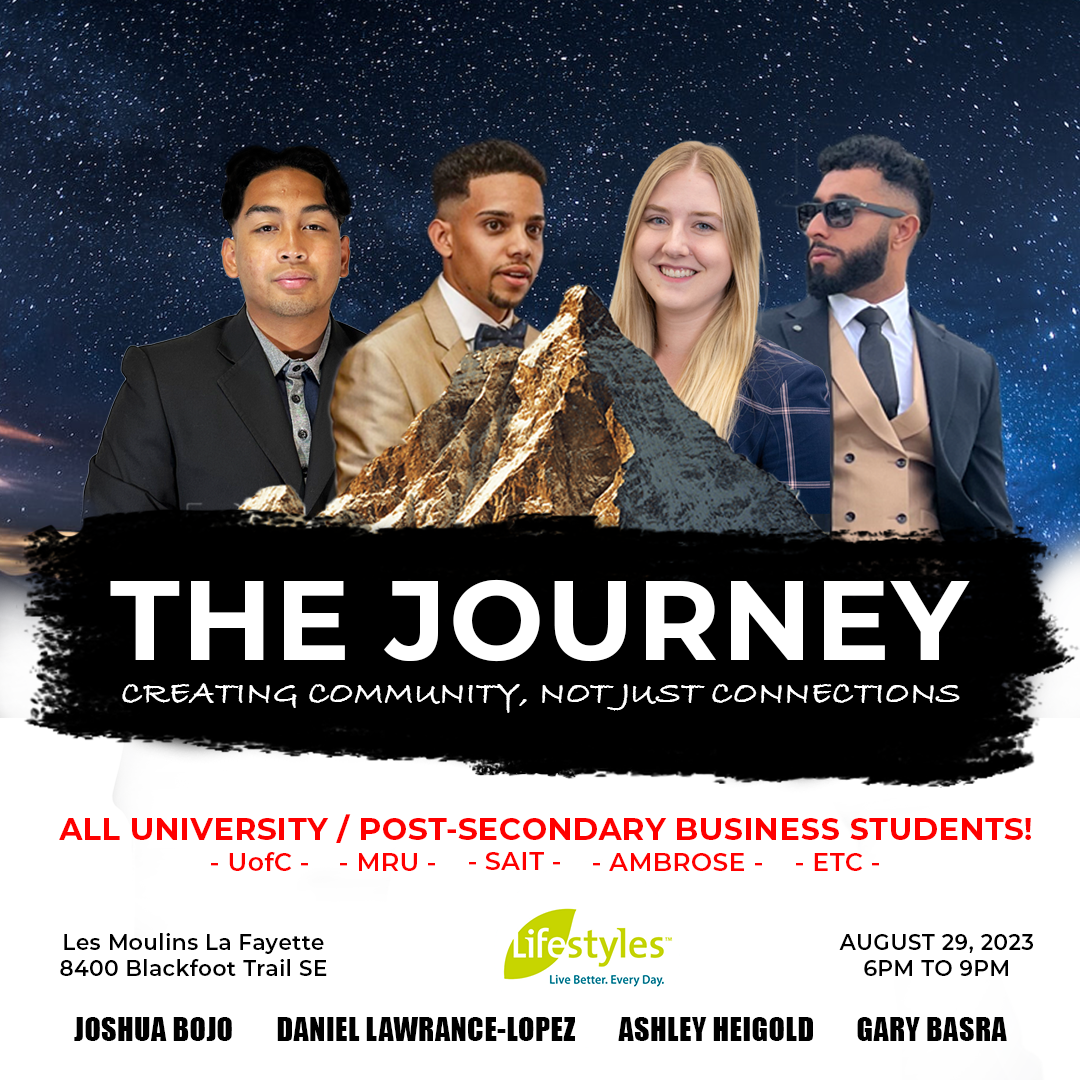 THE JOURNEY
CREATING COMMUNITY, NOT JUST CONNECTIONS
ALL UNIVERSITY / POST-SECONDARY BUSINESS STUDENTS!
- UofC - - MRU - - SAIT - - AMBROSE - - ETC -
Les Moulins La Fayette
8400 Blackfoot Trail SE
Lifestyles™
Live Better. Every Day.
AUGUST 29, 2023
6PM TO 9PM
JOSHUA BOJO DANIEL LAWRANCE-LOPEZ ASHLEY HEIGOLD GARY BASRA